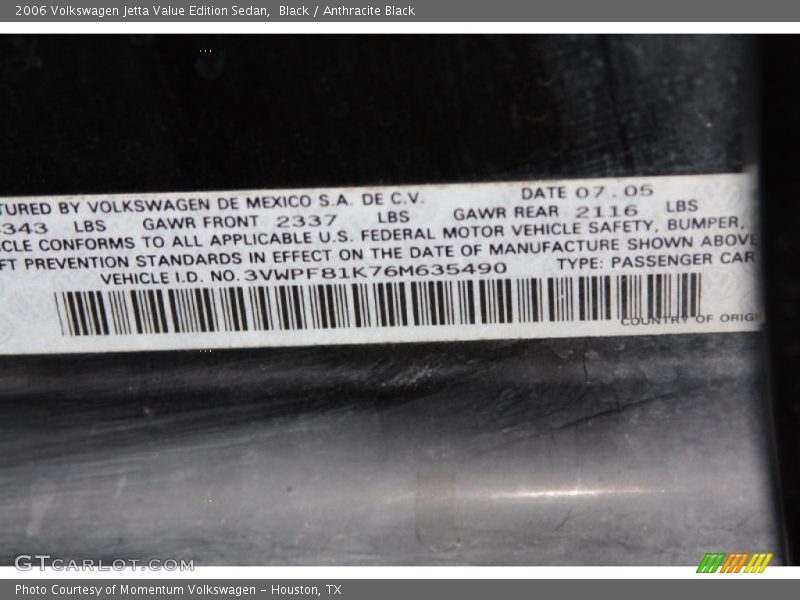 2006 Volkswagen Jetta Value Edition Sedan,  Black / Anthracite Black
TURED BY VOLKSWAGEN DE MEXICO S.A. DE C.V. DATE 07.05
343 LBS GAWR FRONT 2337 LBS GAWR REAR 2116 LBS
CLE CONFORMS TO ALL APPLICABLE U.S. FEDERAL MOTOR VEHICLE SAFETY, BUMPER,
FT PREVENTION STANDARDS IN EFFECT ON THE DATE OF MANUFACTURE SHOWN ABOVE
VEHICLE I.D. NO.3VWPF81K76M635490 TYPE: PASSENGER CAR
COUNTRY OF ORIGI
GTCARLOT.COM
Photo Courtesy of Momentum Volkswagen - Houston, TX